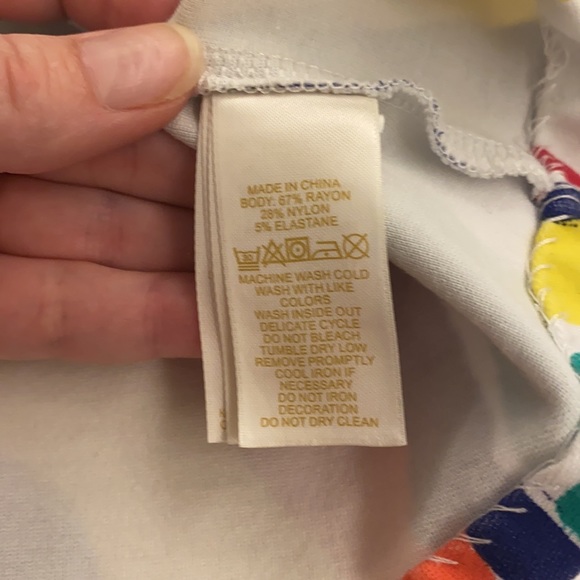 MADE IN CHINA
BODY: 67% RAYON
28% NYLON
5% ELASTANE
30
MACHINE WASH COLD
WASH WITH LIKE
COLORS
WASH INSIDE OUT
DELICATE CYCLE
DO NOT BLEACH
TUMBLE DRY LOW
REMOVE PROMPTLY
COOL IRON IF
NECESSARY
DO NOT IRON
DECORATION
DO NOT DRY CLEAN